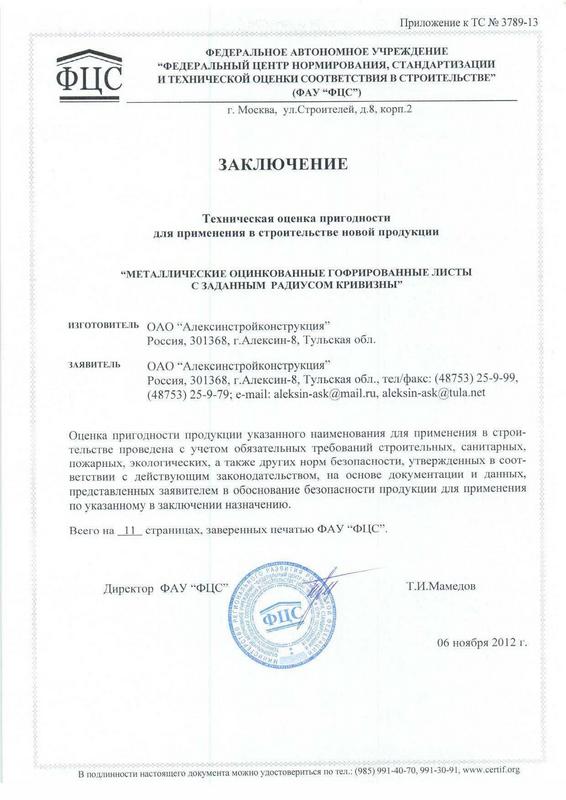 Приложение к ТС № 3789-13
ФЦС
ФЕДЕРАЛЬНОЕ АВТОНОМНОЕ УЧРЕЖДЕНИЕ
“ФЕДЕРАЛЬНЫЙ ЦЕНТР НОРМИРОВАНИЯ, СТАНДАРТИЗАЦИИ
И ТЕХНИЧЕСКОЙ ОЦЕНКИ СООТВЕТСТВИЯ В СТРОИТЕЛЬСТВЕ”
(ФАУ “ФЦС”)
г. Москва, ул.Строителей, д.8, корп.2
ЗАКЛЮЧЕНИЕ
Техническая оценка пригодности
для применения в строительстве новой продукции
“МЕТАЛЛИЧЕСКИЕ ОЦИНКОВАННЫЕ ГОФРИРОВАННЫЕ ЛИСТЫ
С ЗАДАННЫМ РАДИУСОМ КРИВИЗНЫ”
ИЗГОТОВИТЕЛЬ ОАО “Алексинстройконструкция”
Россия, 301368, г.Алексин-8, Тульская обл.
ЗАЯВИТЕЛЬ ОАО “Алексинстройконструкция”
Россия, 301368, г.Алексин-8, Тульская обл., тел/факс: (48753) 25-9-99,
(48753) 25-9-79; e-mail: aleksin-ask@mail.ru, aleksin-ask@tula.net
Оценка пригодности продукции указанного наименования для применения в строи-
тельстве проведена с учетом обязательных требований строительных, санитарных,
пожарных, экологических, а также других норм безопасности, утвержденных в соот-
ветствии с действующим законодательством, на основе документации и данных,
представленных заявителем в обоснование безопасности продукции для применения
по указанному в заключении назначению.
Всего на 11 страницах, заверенных печатью ФАУ “ФЦС”.
Директор ФАУ “ФЦС” Т.И.Мамедов
ФЦС
06 ноября 2012 г.
В подлинности настоящего документа можно удостовериться по тел.: (985) 991-40-70, 991-30-91, www.certif.org